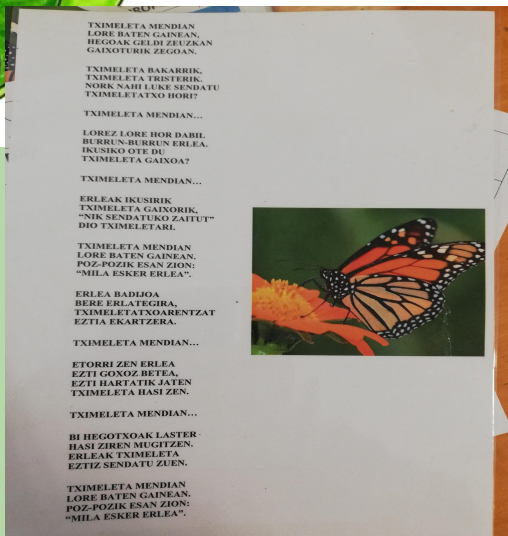 TXIMELETA MENDIAN
LORE BATEN GAINEAN,
HEGOAK GELDI ZEUZKAN
GAIXOTURIK ZEGOAN.
TXIMELETA BAKARRIK,
TXIMELETA TRISTERIK.
NORK NAHI LUKE SENDATU
TXIMELETATXO HORI?
TXIMELETA MENDIAN…
LOREZ LORE HOR DABIL
BURRUN-BURRUN ERLEA.
IKUSIKO OTE DU
TXIMELETA GAIXOA?
TXIMELETA MENDIAN…
ERLEAK IKUSIRIK
TXIMELETA GAIXORIK,
“NIK SENDATUKO ZAITUT”
DIO TXIMELETARI.
TXIMELETA MENDIAN
LORE BATEN GAINEAN.
POZ-POZIK ESAN ZION:
“MILA ESKER ERLEA”.
ERLEA BADIJOA
BERE ERLATEGIRA,
TXIMELETATXOARENTZAT
EZTIA EKARTZERA.
TXIMELETA MENDIAN…
ETORRI ZEN ERLEA
EZTI GOXOZ BETEA,
EZTI HARTATIK JATEN
TXIMELETA HASI ZEN.
TXIMELETA MENDIAN…
BI HEGOTXOAK LASTER
HASI ZIREN MUGITZEN.
ERLEAK TXIMELETA
EZTIZ SENDATU ZUEN.
TXIMELETA MENDIAN
LORE BATEN GAINEAN.
POZ-POZIK ESAN ZION:
“MILA ESKER ERLEA”.